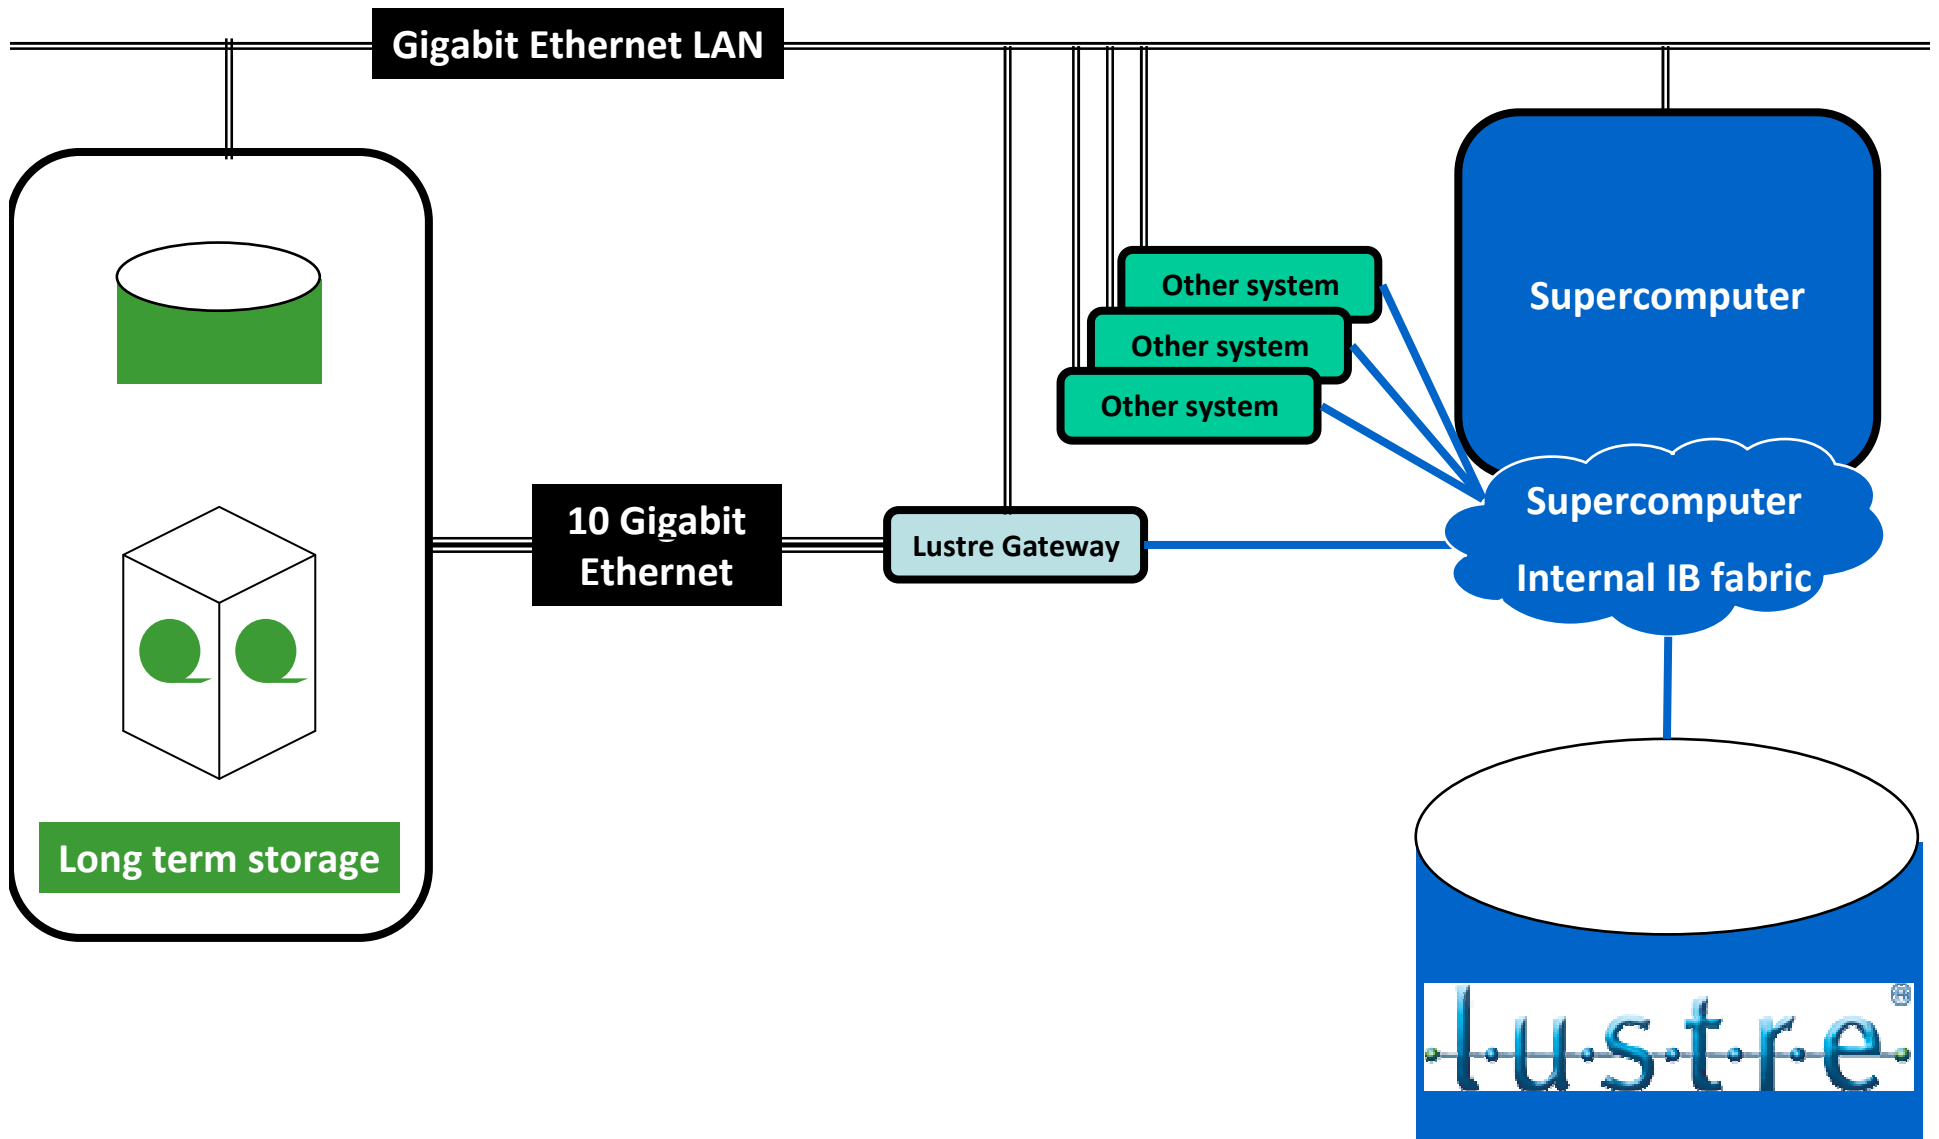 Gigabit Ethernet LAN
Other system
Other system
Other system
Supercomputer
10 Gigabit
Ethernet
Lustre Gateway
Supercomputer
Internal IB fabric
Long term storage
lustre®